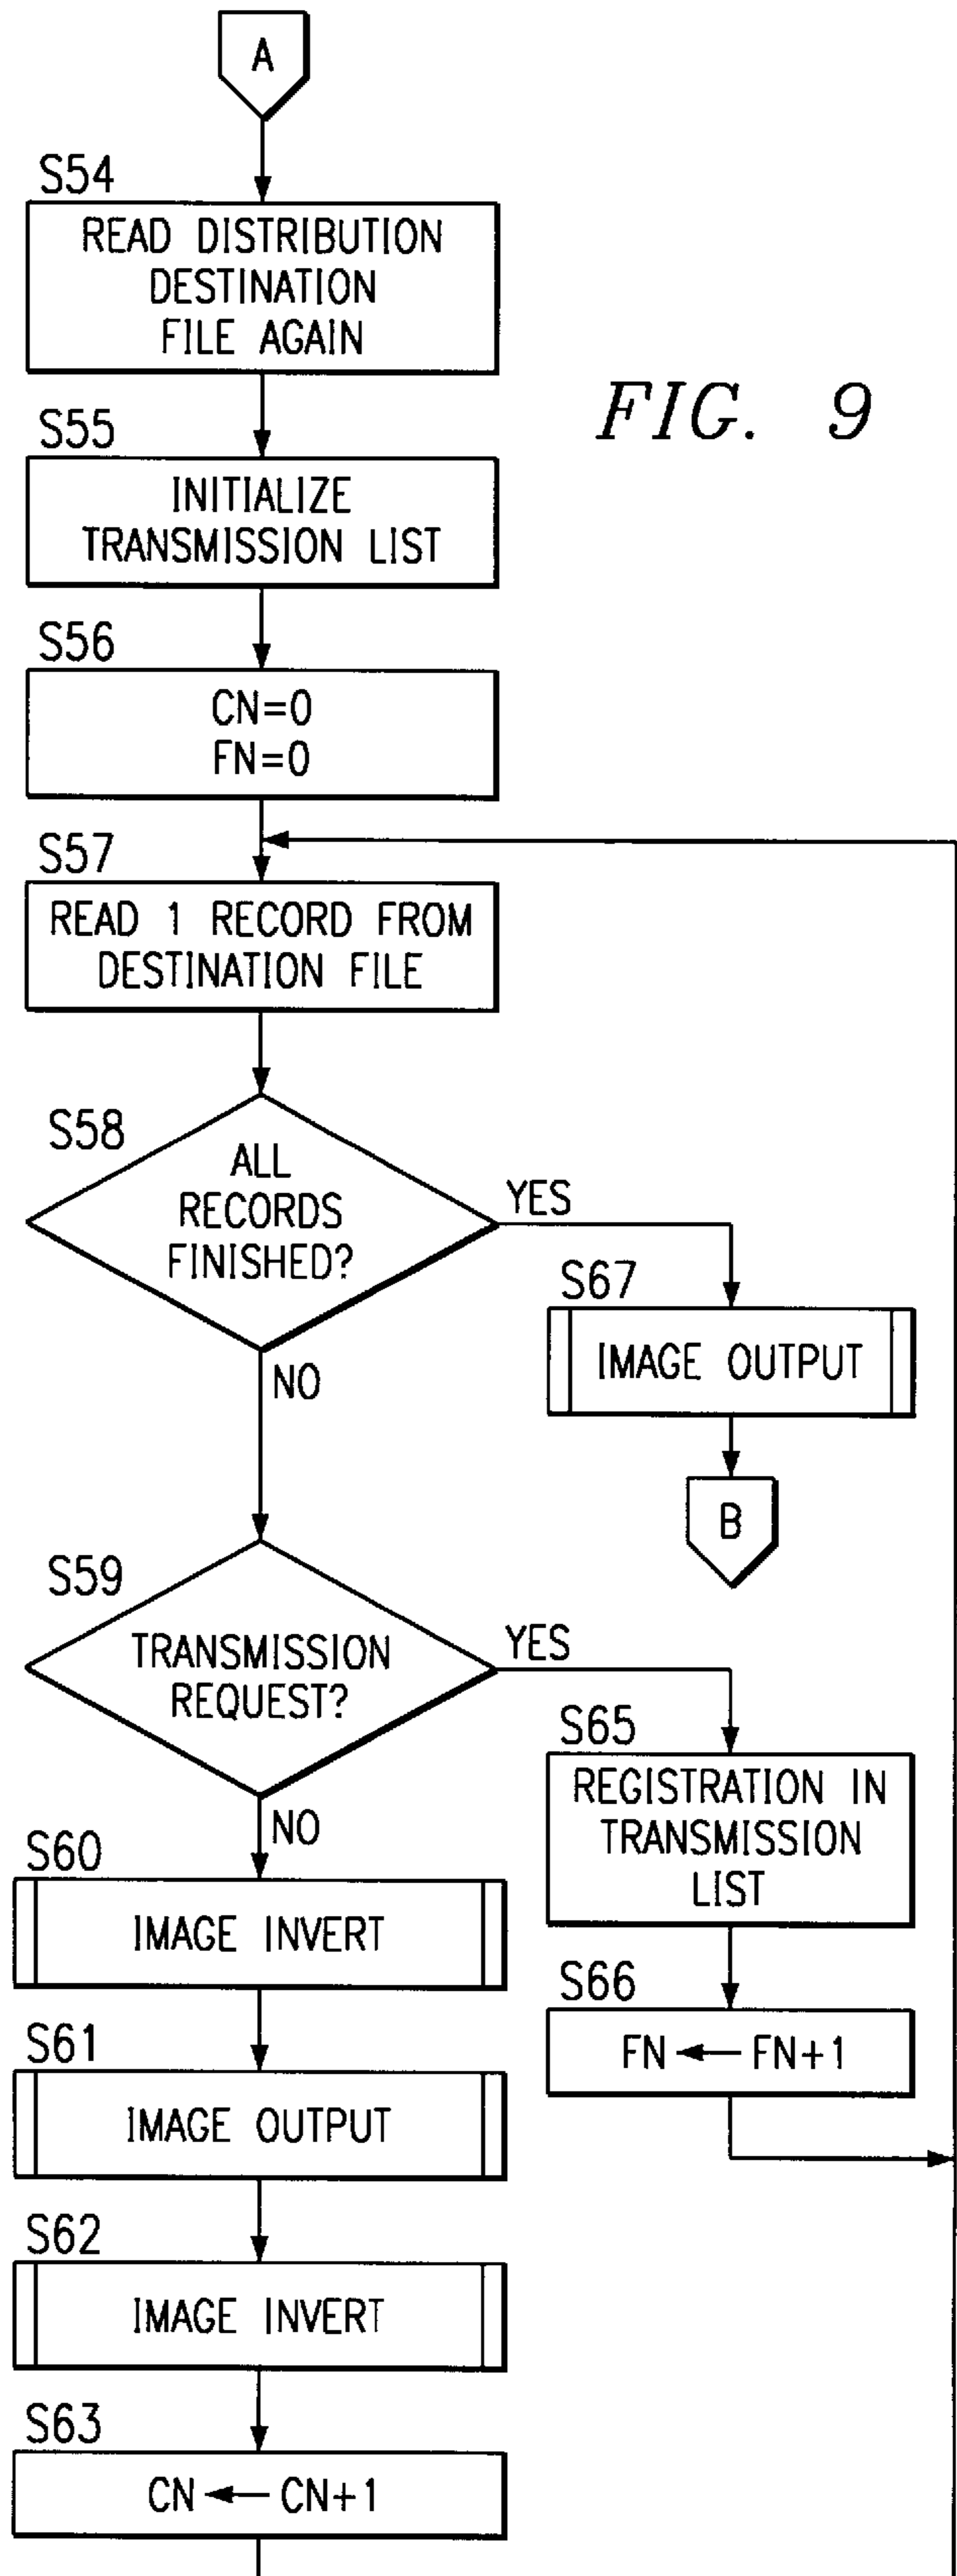 A
S54
READ DISTRIBUTION
DESTINATION
FILE AGAIN
FIG. 9
S55
INITIALIZE
TRANSMISSION LIST
S56
CN=0
FN=0
S57
READ 1 RECORD FROM
DESTINATION FILE
S58
ALL
RECORDS
FINISHED?
YES
NO
S67
IMAGE OUTPUT
B
S59
TRANSMISSION
REQUEST?
YES
NO
S65
REGISTRATION IN
TRANSMISSION
LIST
S66
FN ← FN+1
S60
IMAGE INVERT
S61
IMAGE OUTPUT
S62
IMAGE INVERT
S63
CN ← CN+1